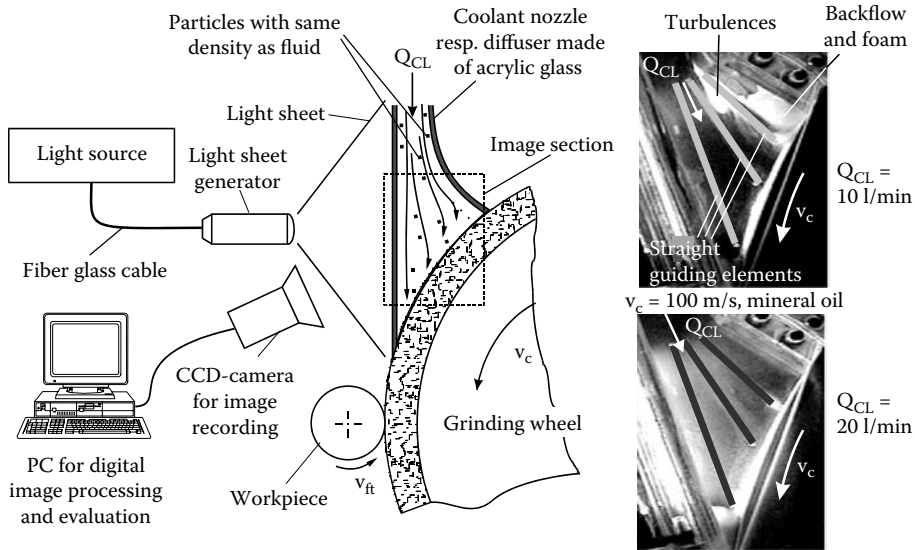 Particles with same
density as fluid
Q_CL
Coolant nozzle
resp. diffuser made
of acrylic glass
Light sheet
Light source
Light sheet
generator
Fiber glass cable
Image section
CCD-camera
for image
recording
PC for digital
image processing
and evaluation
Workpiece
v_ft
v_c
Grinding wheel
Turbulences
Backflow
and foam
Q_CL
Q_CL =
10 l/min
v_c
Straight
guiding elements
v_c = 100 m/s, mineral oil
Q_CL
Q_CL =
20 l/min
v_c